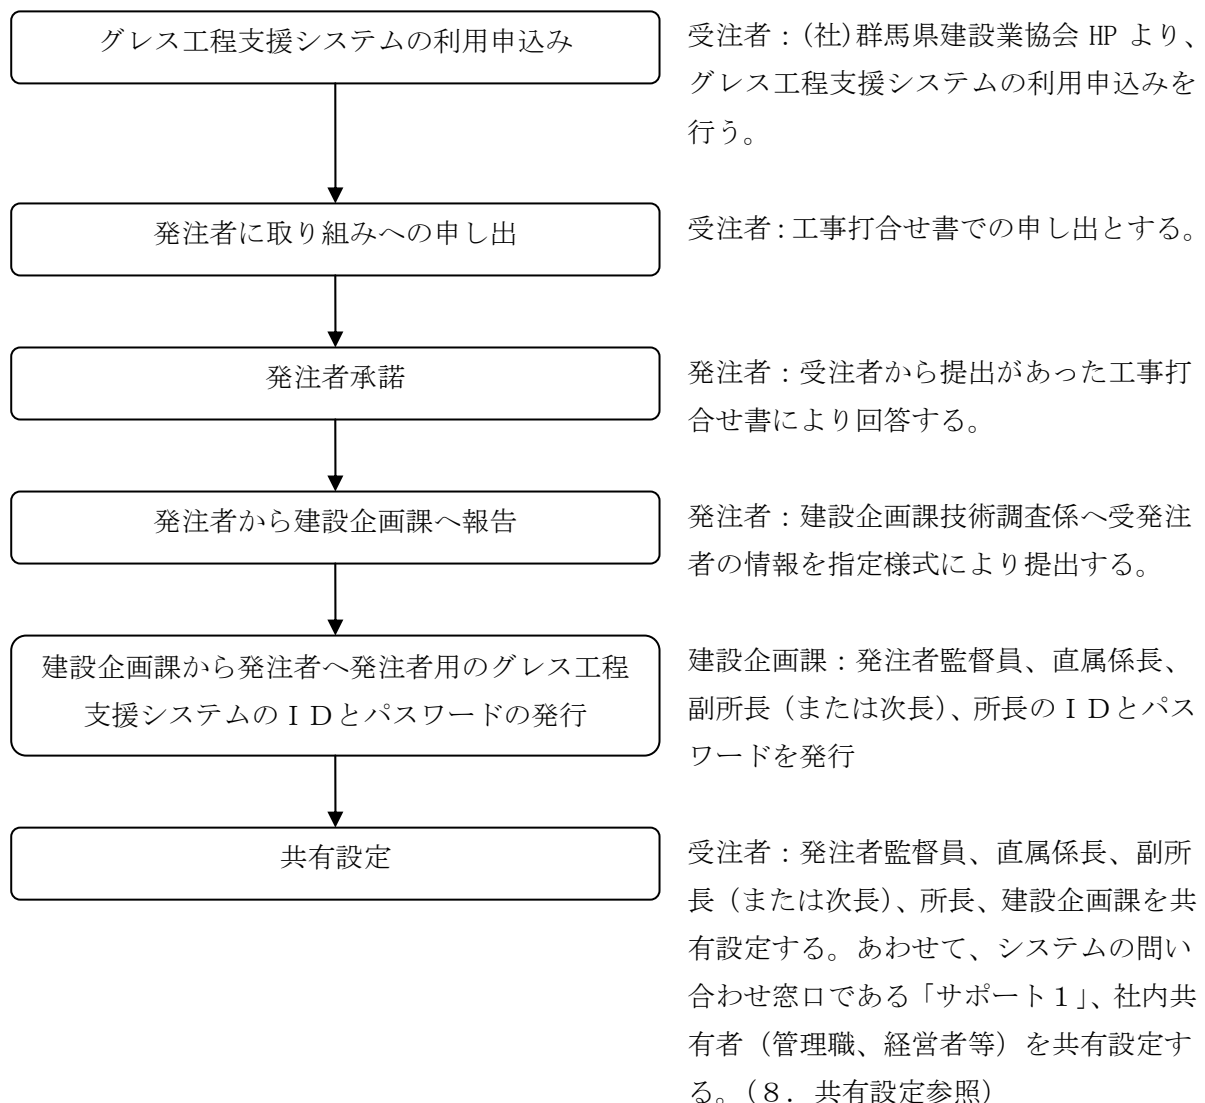 グレス工程支援システムの利用申込み
受注者：(社)群馬県建設業協会 HP より、
グレス工程支援システムの利用申込みを
行う。
発注者に取り組みへの申し出
受注者：工事打合せ書での申し出とする。
発注者承諾
発注者：受注者から提出があった工事打
合せ書により回答する。
発注者から建設企画課へ報告
発注者：建設企画課技術調査係へ受発注
者の情報を指定様式により提出する。
建設企画課から発注者へ発注者用のグレス工程
支援システムのＩＤとパスワードの発行
建設企画課：発注者監督員、直属係長、
副所長（または次長）、所長のＩＤとパス
ワードを発行
共有設定
受注者：発注者監督員、直属係長、副所
長（または次長）、所長、建設企画課を共
有設定する。あわせて、システムの問い
合わせ窓口である「サポート１」、社内共
有者（管理職、経営者等）を共有設定す
る。（８．共有設定参照）